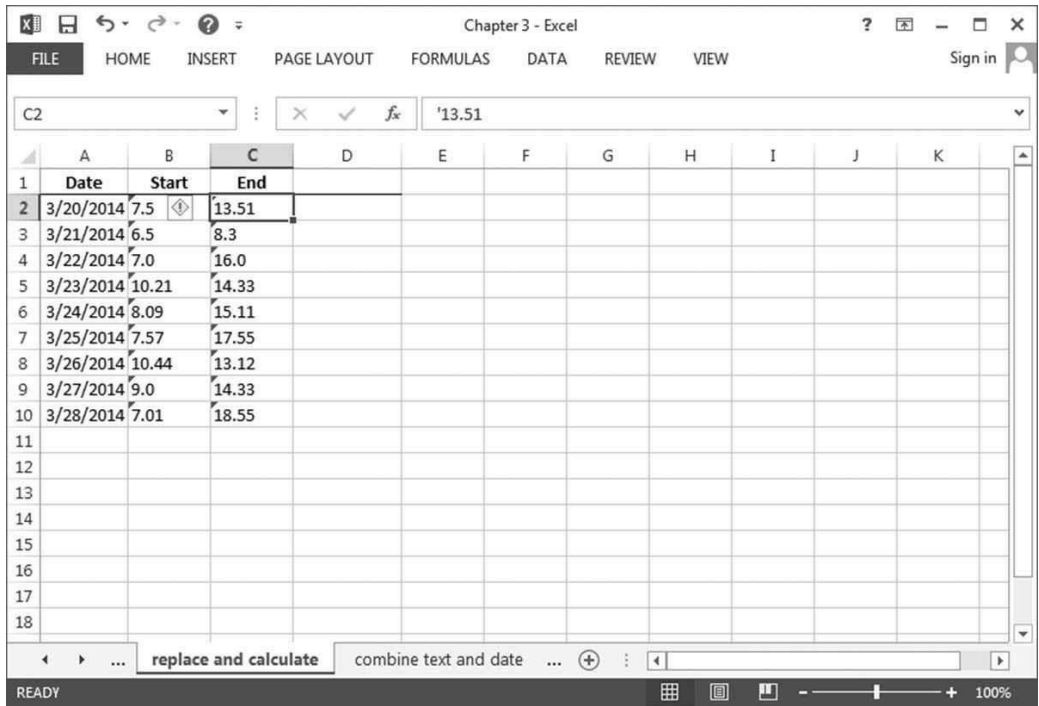 Chapter 3 - Excel
FILE HOME INSERT PAGE LAYOUT FORMULAS DATA REVIEW VIEW Sign in
C2 fx '13.51
A B C D E F G H I J K
1 Date Start End
2 3/20/2014 7.5 13.51
3 3/21/2014 6.5 8.3
4 3/22/2014 7.0 16.0
5 3/23/2014 10.21 14.33
6 3/24/2014 8.09 15.11
7 3/25/2014 7.57 17.55
8 3/26/2014 10.44 13.12
9 3/27/2014 9.0 14.33
10 3/28/2014 7.01 18.55
11
12
13
14
15
16
17
18
... replace and calculate combine text and date ...
READY 100%